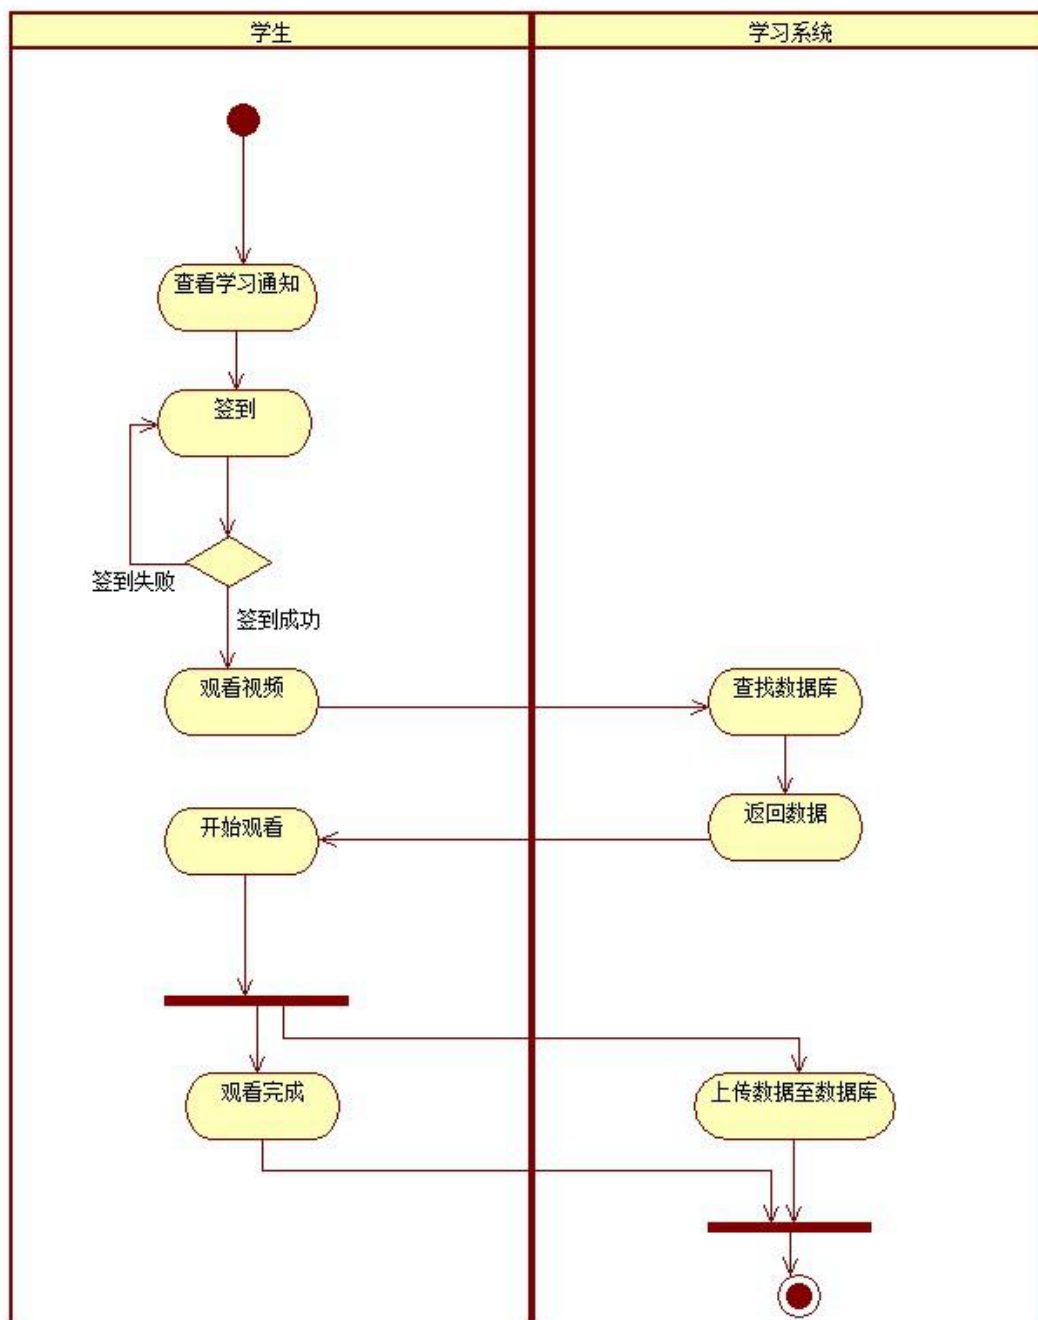 学生
学习系统
查看学习通知
签到
签到失败
签到成功
观看视频
查找数据库
开始观看
返回数据
观看完成
上传数据至数据库